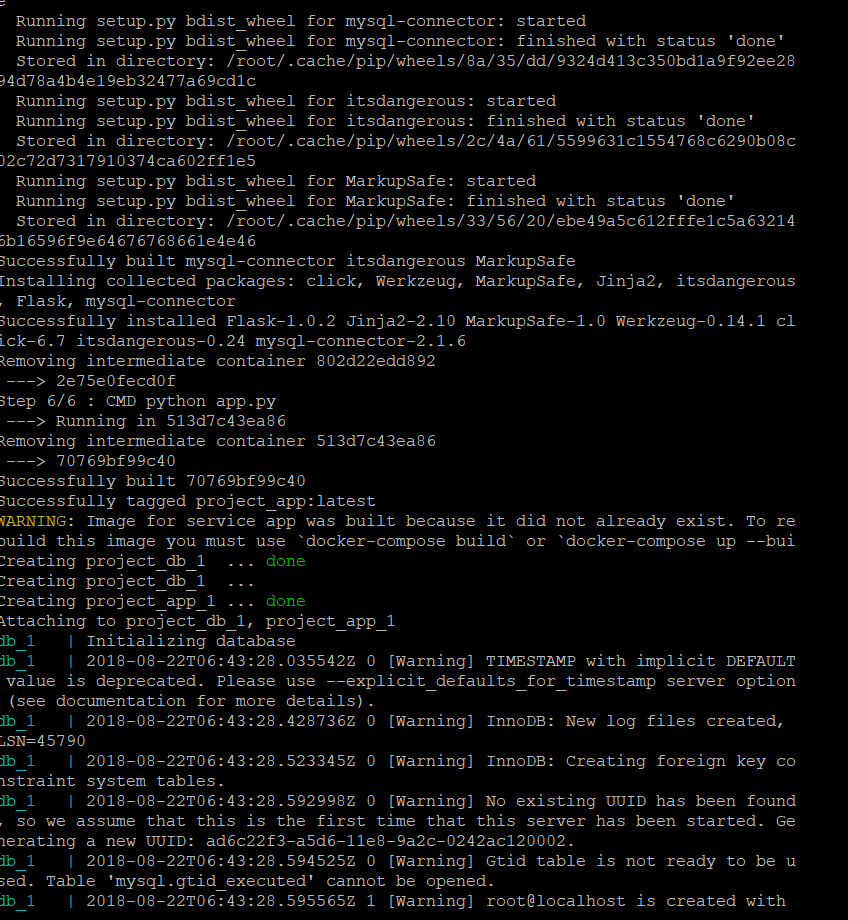 e
  Running setup.py bdist_wheel for mysql-connector: started
  Running setup.py bdist_wheel for mysql-connector: finished with status 'done'
  Stored in directory: /root/.cache/pip/wheels/8a/35/dd/9324d413c350bd1a9f92ee28
94d78a4b4e19eb32477a69cd1c
  Running setup.py bdist_wheel for itsdangerous: started
  Running setup.py bdist_wheel for itsdangerous: finished with status 'done'
  Stored in directory: /root/.cache/pip/wheels/2c/4a/61/5599631c1554768c6290b08c
02c72d7317910374ca602ff1e5
  Running setup.py bdist_wheel for MarkupSafe: started
  Running setup.py bdist_wheel for MarkupSafe: finished with status 'done'
  Stored in directory: /root/.cache/pip/wheels/33/56/20/ebe49a5c612fffe1c5a63214
6b16596f9e64676768661e4e46
Successfully built mysql-connector itsdangerous MarkupSafe
Installing collected packages: click, Werkzeug, MarkupSafe, Jinja2, itsdangerous
, Flask, mysql-connector
Successfully installed Flask-1.0.2 Jinja2-2.10 MarkupSafe-1.0 Werkzeug-0.14.1 cl
ick-6.7 itsdangerous-0.24 mysql-connector-2.1.6
Removing intermediate container 802d22edd892
 ---> 2e75e0fecd0f
Step 6/6 : CMD python app.py
 ---> Running in 513d7c43ea86
Removing intermediate container 513d7c43ea86
 ---> 70769bf99c40
Successfully built 70769bf99c40
Successfully tagged project_app:latest
WARNING: Image for service app was built because it did not already exist. To re
build this image you must use `docker-compose build` or `docker-compose up --bui
Creating project_db_1  ... done
Creating project_db_1  ...
Creating project_app_1 ... done
Attaching to project_db_1, project_app_1
db_1   | Initializing database
db_1   | 2018-08-22T06:43:28.035542Z 0 [Warning] TIMESTAMP with implicit DEFAULT
 value is deprecated. Please use --explicit_defaults_for_timestamp server option
 (see documentation for more details).
db_1   | 2018-08-22T06:43:28.428736Z 0 [Warning] InnoDB: New log files created,
LSN=45790
db_1   | 2018-08-22T06:43:28.523345Z 0 [Warning] InnoDB: Creating foreign key co
nstraint system tables.
db_1   | 2018-08-22T06:43:28.592998Z 0 [Warning] No existing UUID has been found
, so we assume that this is the first time that this server has been started. Ge
nerating a new UUID: ad6c22f3-a5d6-11e8-9a2c-0242ac120002.
db_1   | 2018-08-22T06:43:28.594525Z 0 [Warning] Gtid table is not ready to be u
sed. Table 'mysql.gtid_executed' cannot be opened.
db_1   | 2018-08-22T06:43:28.595565Z 1 [Warning] root@localhost is created with